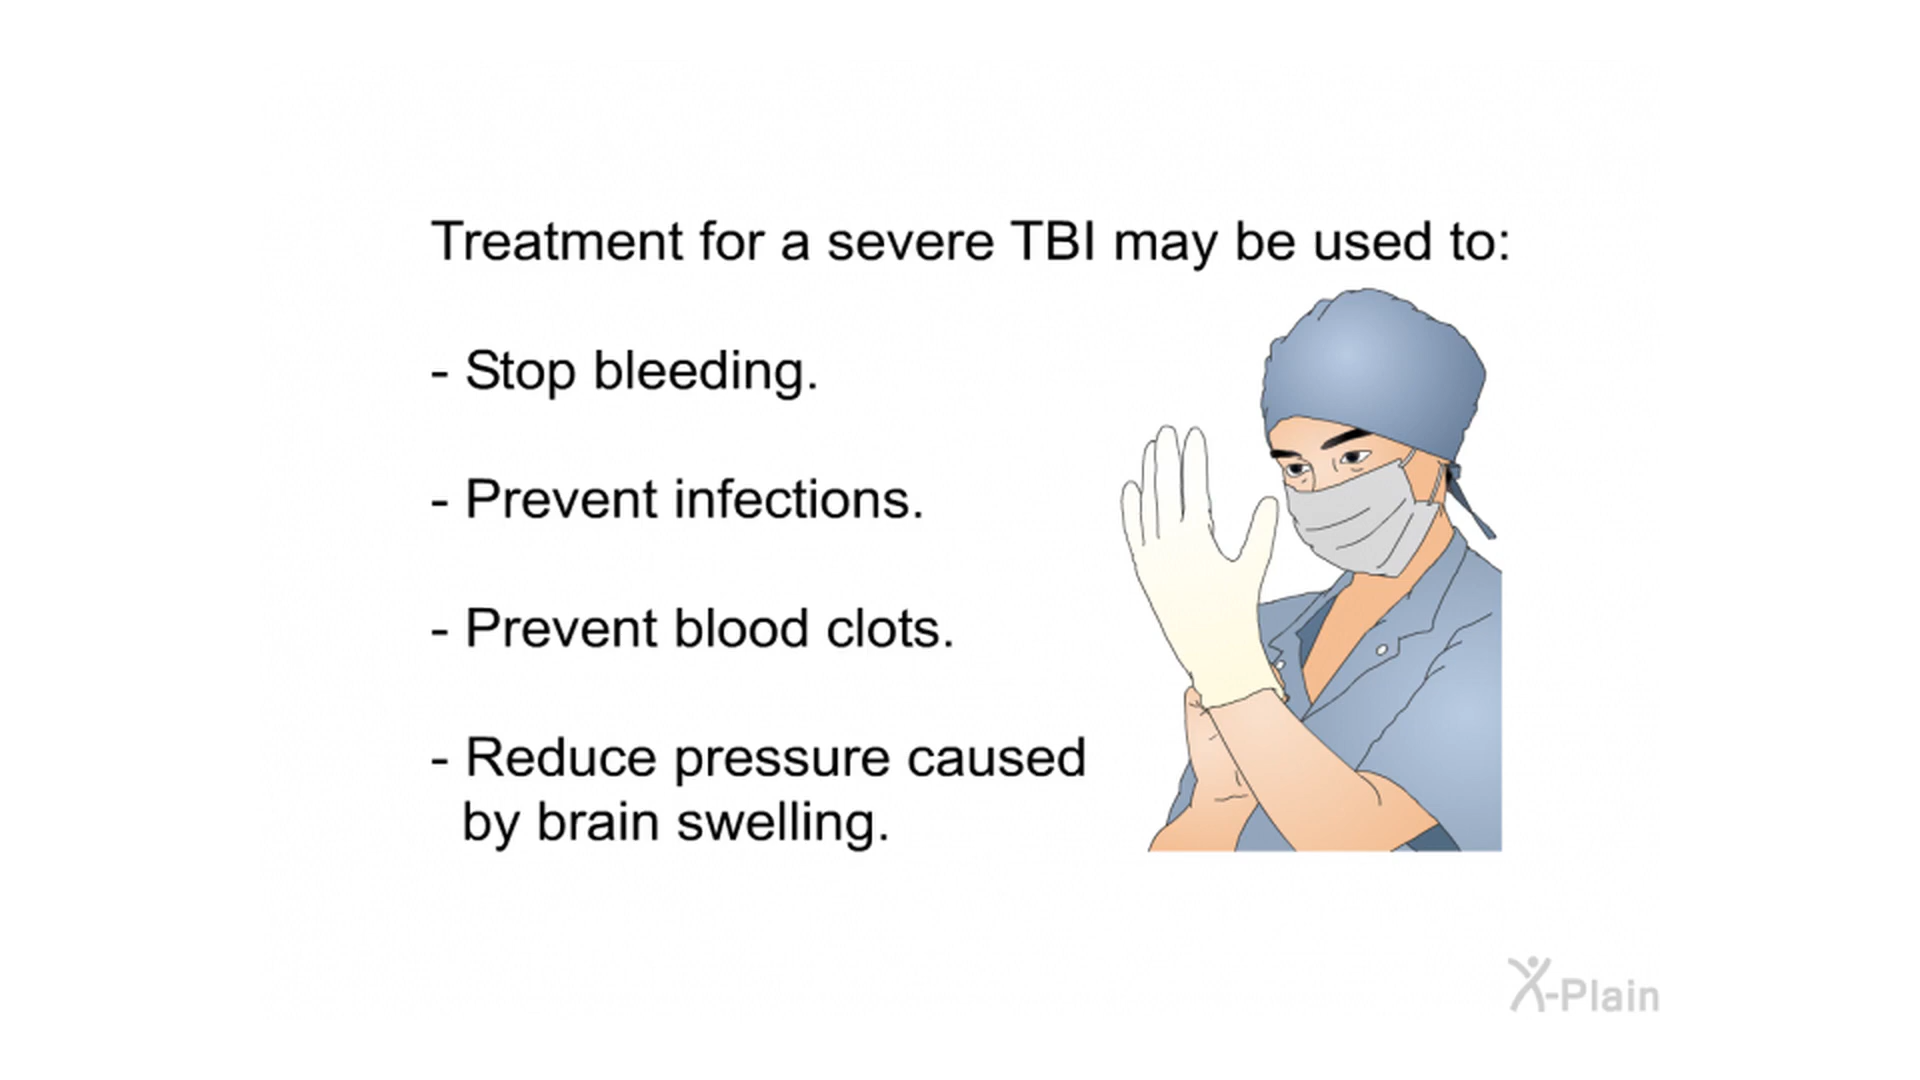 Treatment for a severe TBI may be used to:
- Stop bleeding.
- Prevent infections.
- Prevent blood clots.
- Reduce pressure caused
by brain swelling.
X-Plain